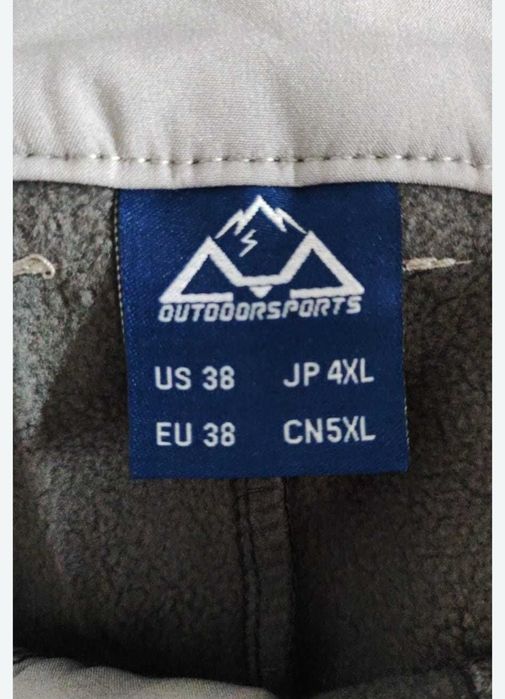 OUTDOORSPORTS
US 38 JP 4XL
EU 38 CN5XL